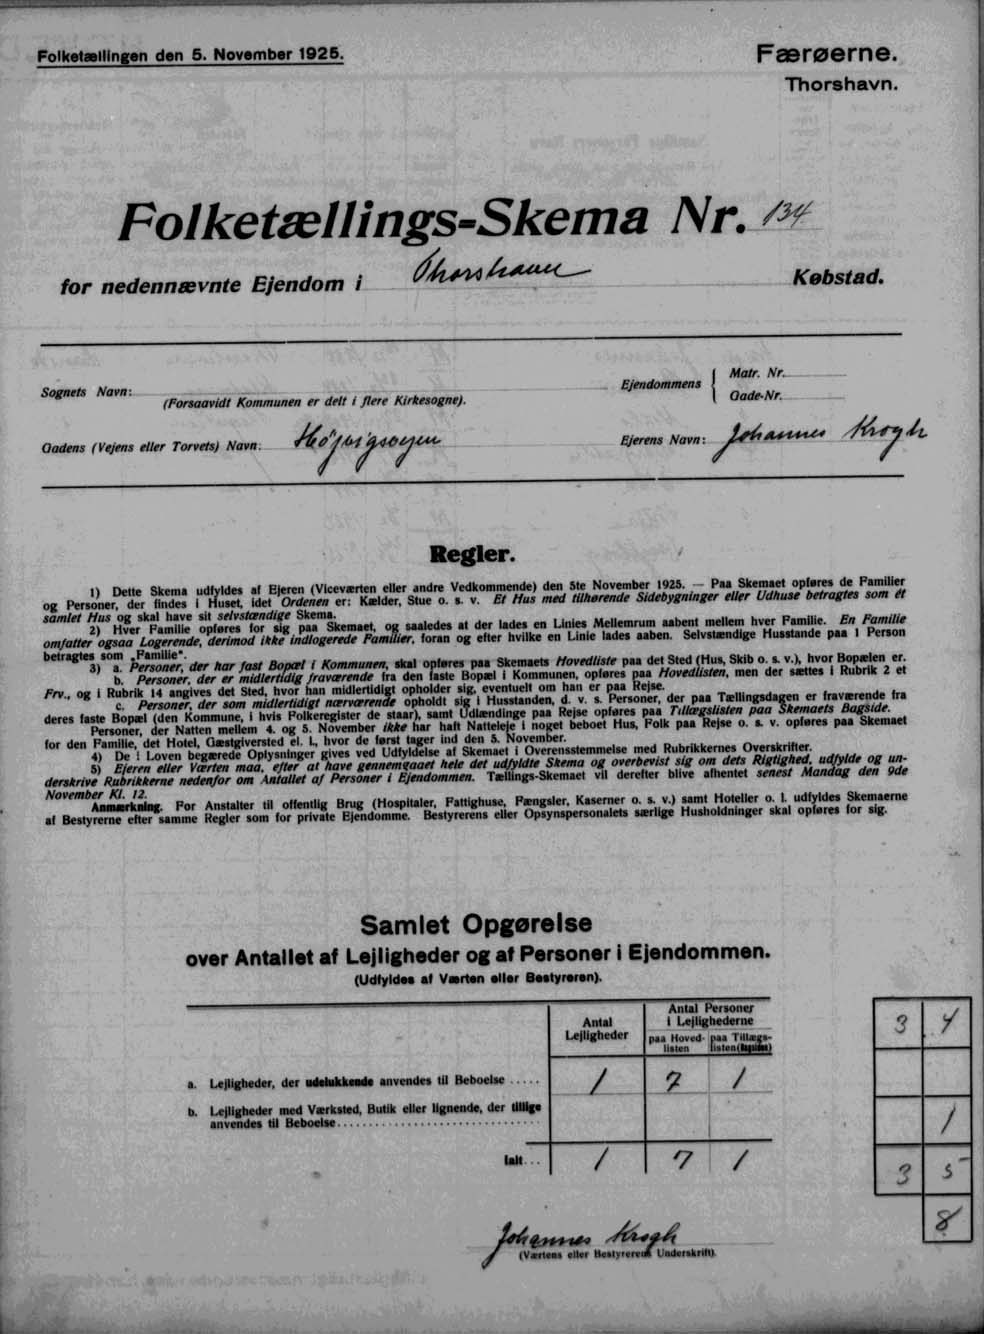 Folketællingen den 5. November 1925.
Færøerne.
Thorshavn.
Folketællings-Skema Nr. 134
for nedennævnte Ejendom i Thorshavn Købstad.
Sognets Navn:
(Forsaavidt Kommunen er delt i flere Kirkesogne).
Ejendommens
Matr. Nr.
Gade-Nr.
Gadens (Vejens eller Torvets) Navn: Højvigsvejen
Ejerens Navn: Johannes Krogh
Regler.
1) Dette Skema udfyldes af Ejeren (Viceværten eller andre Vedkommende) den 5te November 1925. — Paa Skemaet opføres de Familier
og Personer, der findes i Huset, idet Ordenen er: Kælder, Stue o. s. v. Et Hus med tilhørende Sidebygninger eller Udhuse betragtes som ét
samlet Hus og skal have sit selvstændige Skema.
2) Hver Familie opføres for sig paa Skemaet, og saaledes at der lades en Linies Mellemrum aabent mellem hver Familie. En Familie
omfatter ogsaa Logerende, derimod ikke indlogerede Familier, foran og efter hvilke en Linie lades aaben. Selvstændige Husstande paa 1 Person
betragtes som „Familie“.
3) a. Personer, der har fast Bopæl i Kommunen, skal opføres paa Skemaets Hovedliste paa det Sted (Hus, Skib o. s. v.), hvor Bopælen er.
b. Personer, der er midlertidig fraværende fra den faste Bopæl i Kommunen, opføres paa Hovedlisten, men der sættes i Rubrik 2 et
Frv., og i Rubrik 14 angives det Sted, hvor han midlertidigt opholder sig, eventuelt om han er paa Rejse.
c. Personer, der som midlertidigt nærværende opholdt sig i Husstanden, d. v. s. Personer, der paa Tællingsdagen er fraværende fra
deres faste Bopæl (den Kommune, i hvis Folkeregister de staar), samt Udlændinge paa Rejse opføres paa Tillægslisten paa Skemaets Bagside.
Personer, der Natten mellem 4. og 5. November ikke har haft Natteleje i noget beboet Hus, Folk paa Rejse o. s. v. opføres paa Skemaet
for den Familie, det Hotel, Gæstgiversted el. l., hvor de først tager ind den 5. November.
4) De i Loven begærede Oplysninger gives ved Udfyldelse af Skemaet i Overensstemmelse med Rubrikkernes Overskrifter.
5) Ejeren eller Værten maa, efter at have gennemgaaet hele det udfyldte Skema og overbevist sig om dets Rigtighed, udfylde og un-
derskrive Rubrikkerne nedenfor om Antallet af Personer i Ejendommen. Tællings-Skemaet vil derefter blive afhentet senest Mandag den 9de
November Kl. 12.
Anmærkning. For Anstalter til offentlig Brug (Hospitaler, Fattighuse, Fængsler, Kaserner o. s. v.) samt Hoteller o. l. udfyldes Skemaerne
af Bestyrerne efter samme Regler som for private Ejendomme. Bestyrerens eller Opsynspersonalets særlige Husholdninger skal opføres for sig.
Samlet Opgørelse
over Antallet af Lejligheder og af Personer i Ejendommen.
(Udfyldes af Værten eller Bestyreren).
Antal Lejligheder
Antal Personer i Lejlighederne
paa Hoved-listen
paa Tillægs-listen (Bagsiden)
a. Lejligheder, der udelukkende anvendes til Beboelse 1 7 1
b. Lejligheder med Værksted, Butik eller lignende, der tillige
anvendes til Beboelse
Ialt 1 7 1
3 4
1
3 5
8
Johannes Krogh
(Værtens eller Bestyrerens Underskrift).